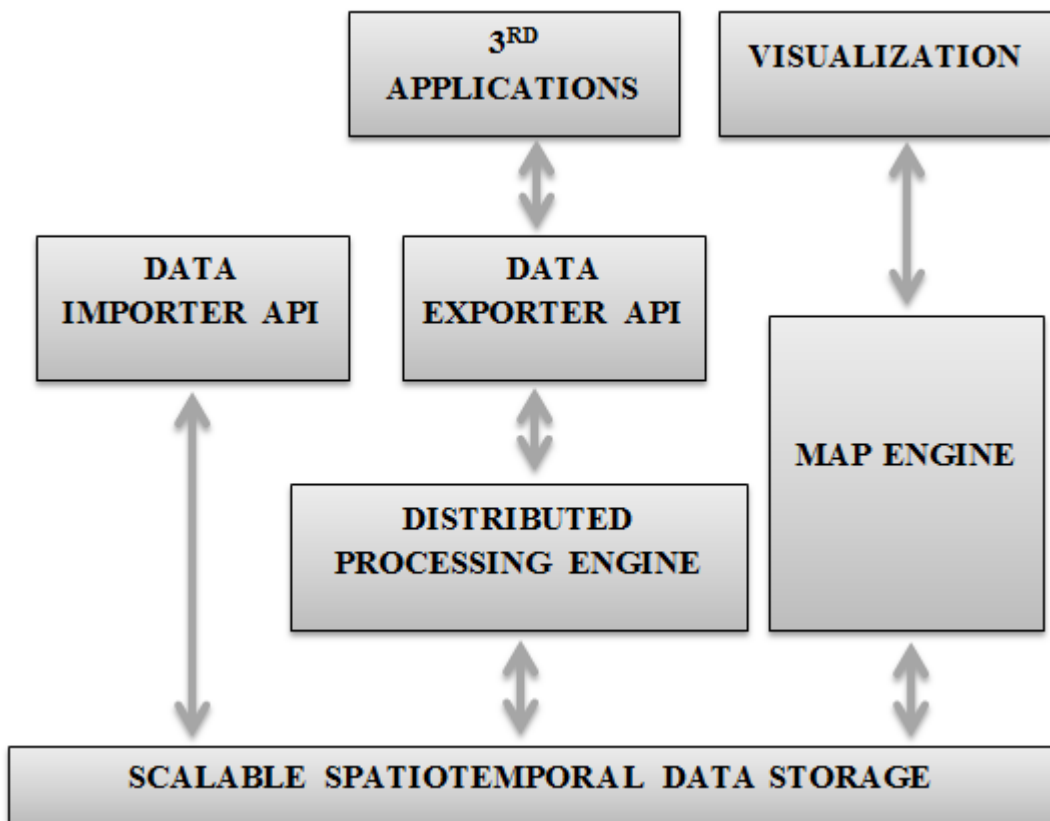 3RD
APPLICATIONS
VISUALIZATION
DATA
IMPORTER API
DATA
EXPORTER API
MAP ENGINE
DISTRIBUTED
PROCESSING ENGINE
SCALABLE SPATIOTEMPORAL DATA STORAGE